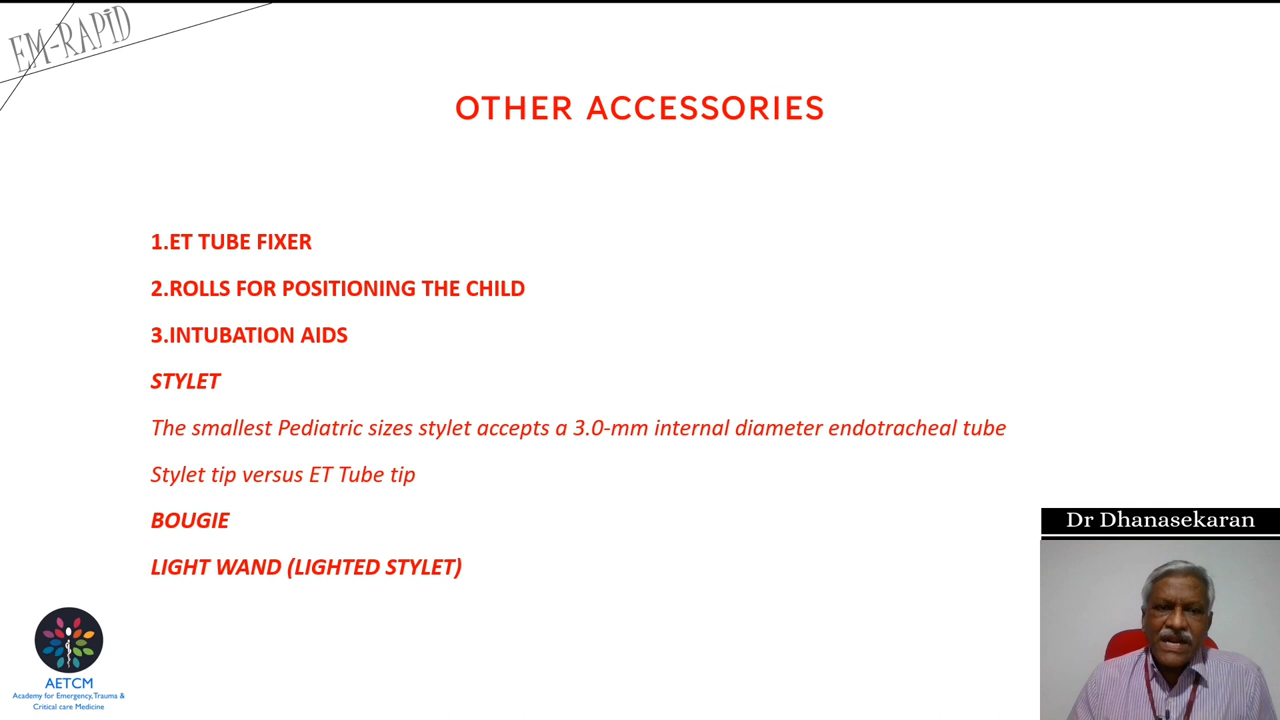 EM-RAPID
OTHER ACCESSORIES
1.ET TUBE FIXER
2.ROLLS FOR POSITIONING THE CHILD
3.INTUBATION AIDS
STYLET
The smallest Pediatric sizes stylet accepts a 3.0-mm internal diameter endotracheal tube
Stylet tip versus ET Tube tip
BOUGIE
LIGHT WAND (LIGHTED STYLET)
Dr Dhanasekaran
AETCM
Academy for Emergency,Trauma &
Critical care Medicine